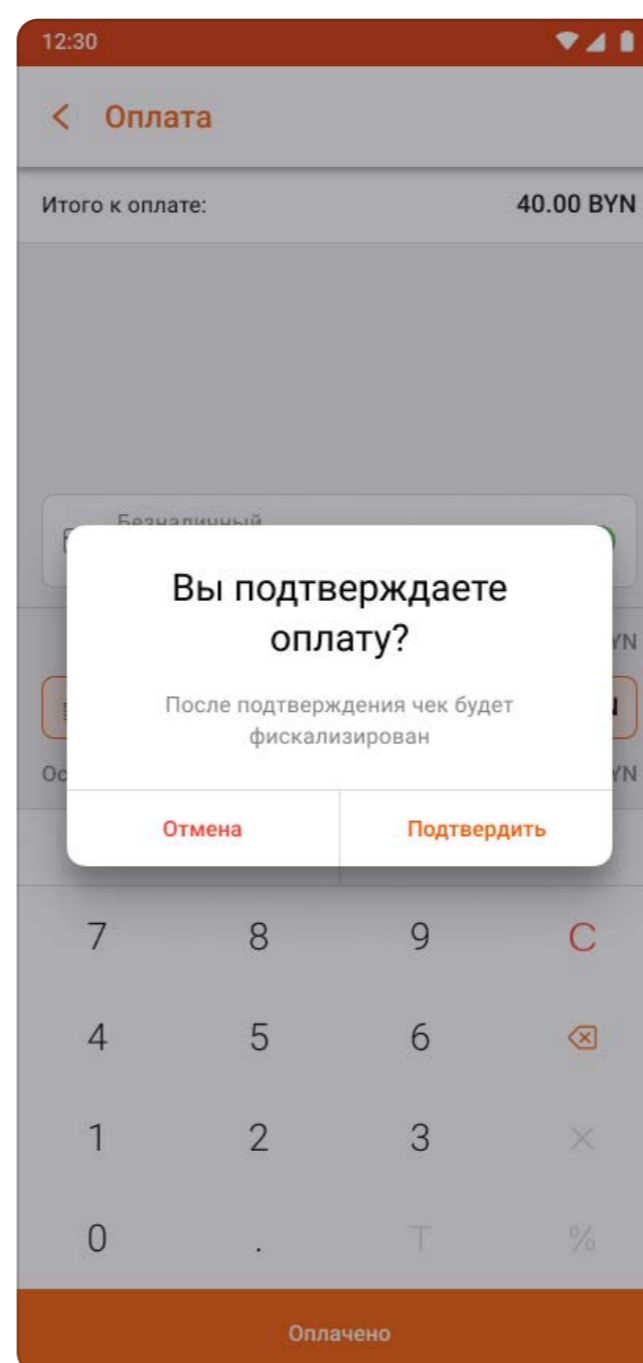 12:30
Оплата
Итого к оплате: 40.00 BYN
Безналичный
Вы подтверждаете
оплату?
После подтверждения чек будет
фискализирован
Отмена Подтвердить
7 8 9 C
4 5 6
1 2 3 ×
0 . T %
Оплачено